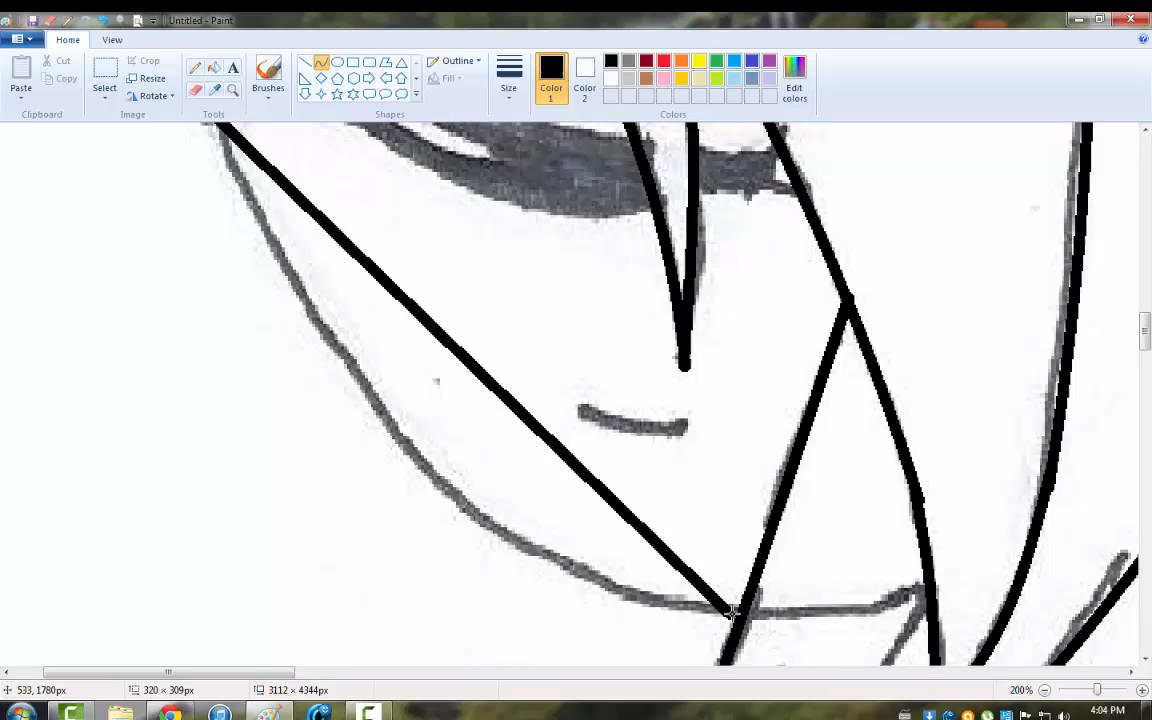 Untitled - Paint
Home View
Paste
Cut
Copy
Clipboard
Select
Crop
Resize
Rotate
Image
A
Tools
Brushes
Outline
Fill
Shapes
Size
Color 1
Color 2
Edit colors
Colors
533, 1780px
320 × 309px
3112 × 4344px
200%
4:04 PM